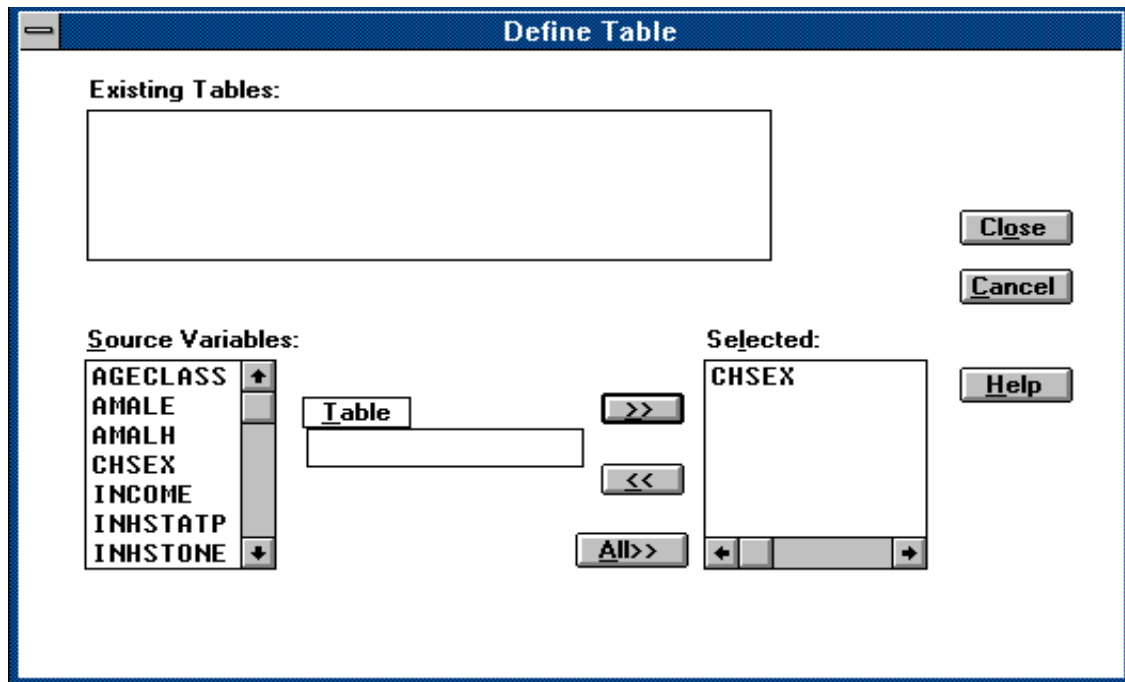 Define Table
Existing Tables:
Close
Cancel
Source Variables:
AGECLASS
AMALE
AMALH
CHSEX
INCOME
INHSTATP
INHSTONE
Table
>>
<<
All>>
Selected:
CHSEX
Help